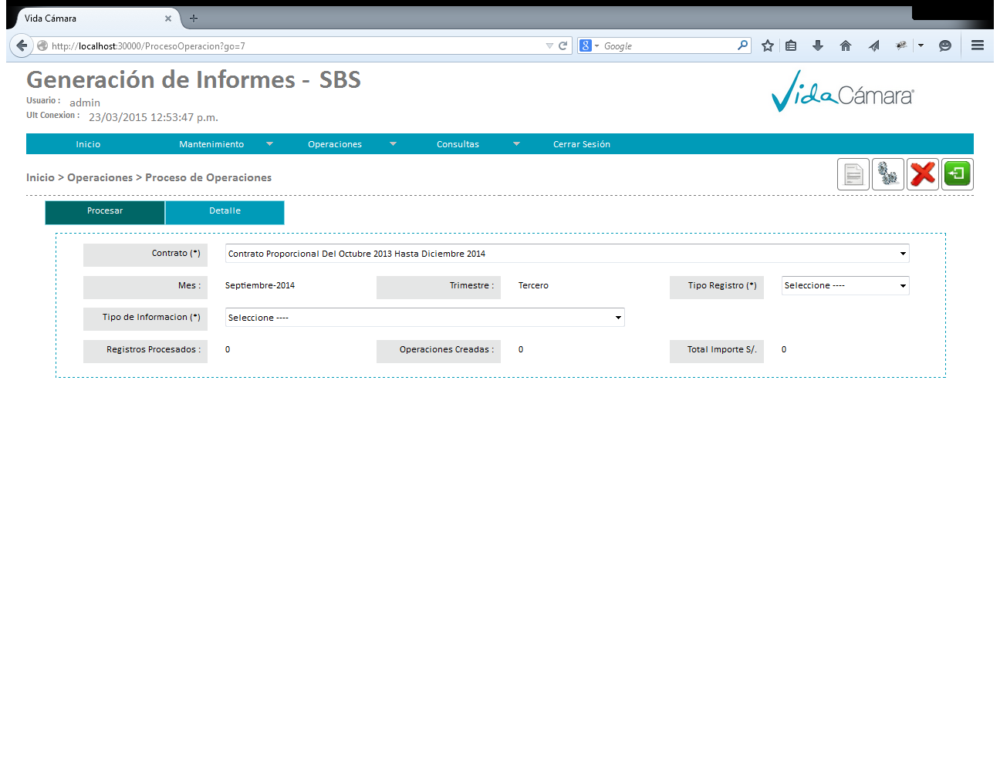 Vida Cámara
http://localhost:30000/ProcesoOperacion?go=7
Google
Generación de Informes - SBS
Usuario : admin
Ult Conexion : 23/03/2015 12:53:47 p.m.
Vida Cámara
Inicio Mantenimiento Operaciones Consultas Cerrar Sesión
Inicio > Operaciones > Proceso de Operaciones
Procesar Detalle
Contrato (*) Contrato Proporcional Del Octubre 2013 Hasta Diciembre 2014
Mes : Septiembre-2014 Trimestre : Tercero Tipo Registro (*) Seleccione ----
Tipo de Informacion (*) Seleccione ----
Registros Procesados : 0 Operaciones Creadas : 0 Total Importe S/. 0